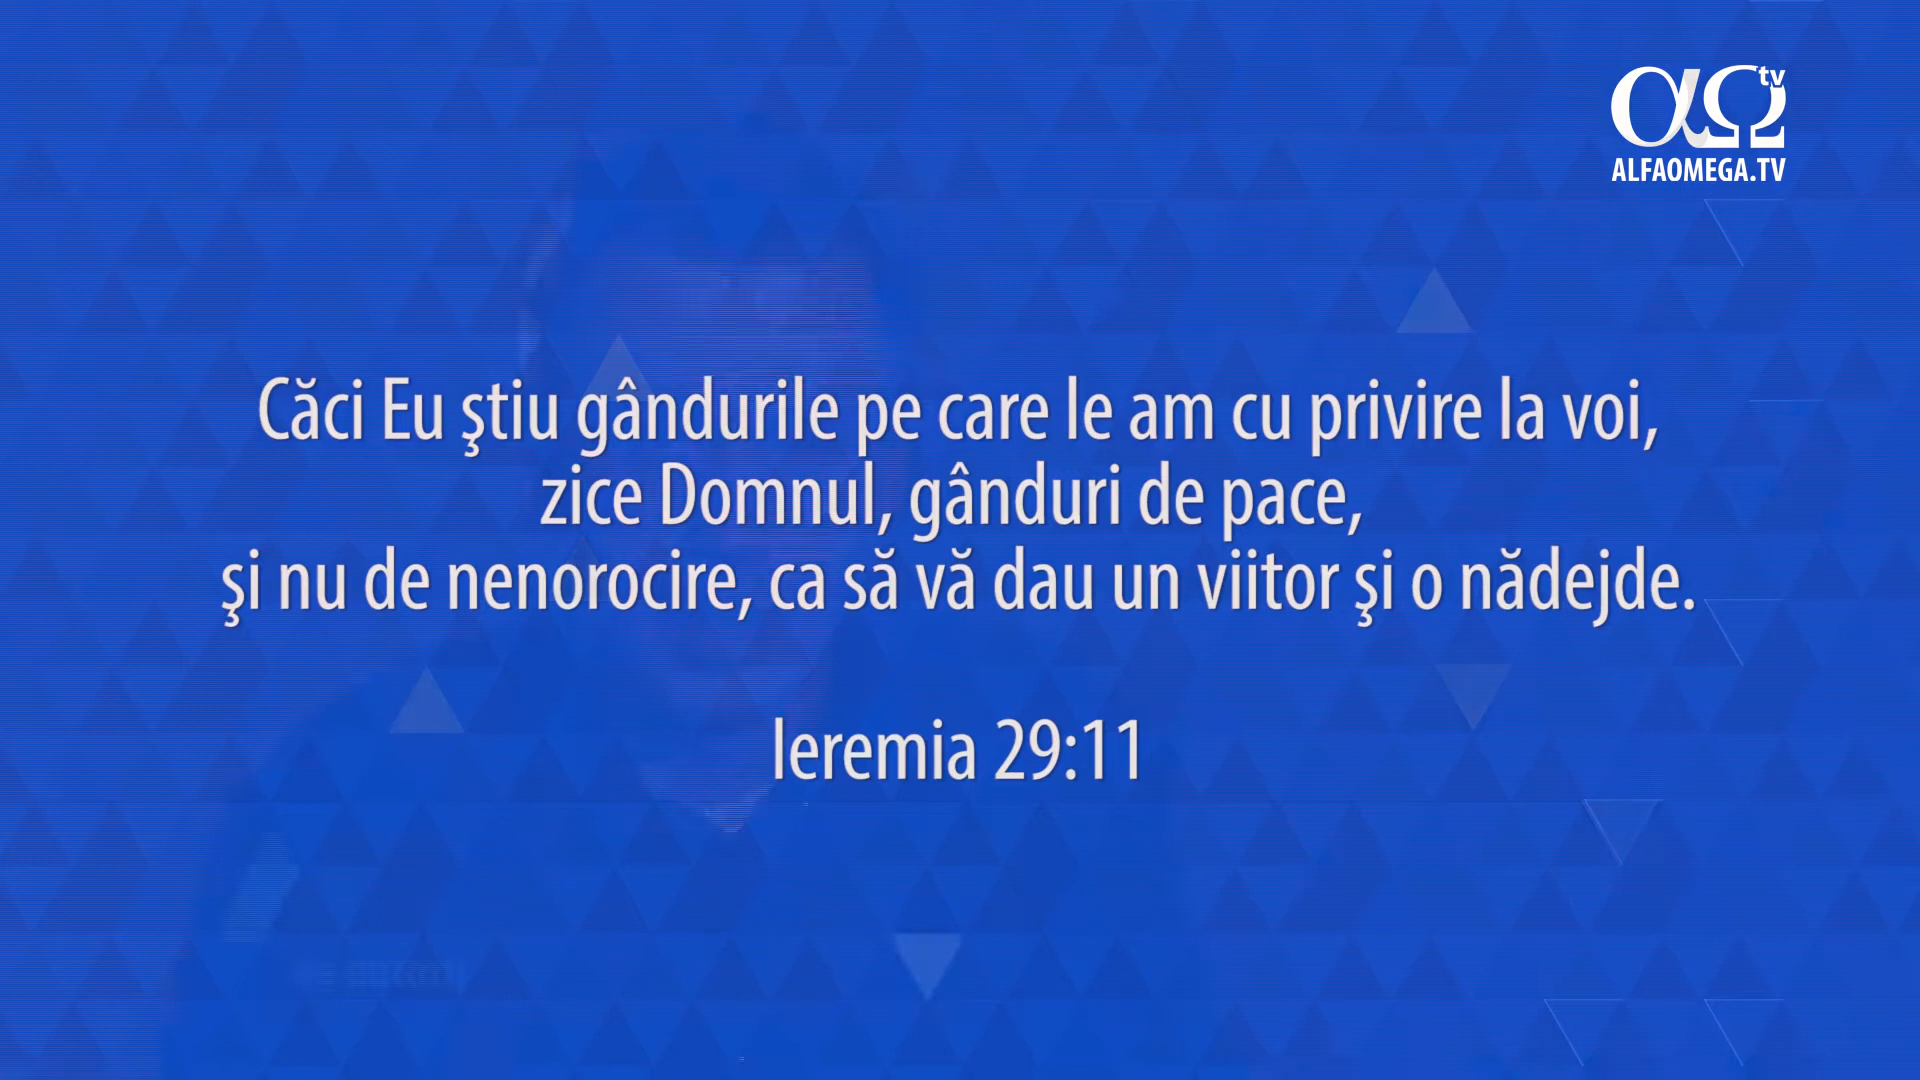 αΩ tv
ALFAOMEGA.TV
Căci Eu ştiu gândurile pe care le am cu privire la voi,
zice Domnul, gânduri de pace,
şi nu de nenorocire, ca să vă dau un viitor şi o nădejde.
Ieremia 29:11